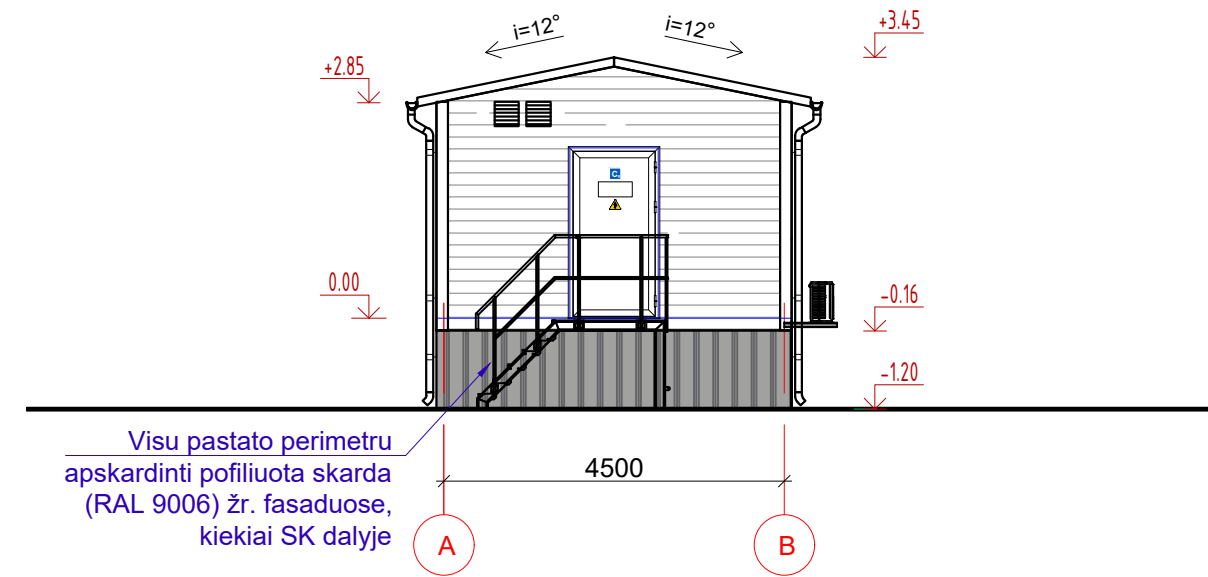 i=12°
i=12°
+3.45
+2.85
C₂
0.00
-0.16
-1.20
Visu pastato perimetru
apskardinti pofiliuota skarda
(RAL 9006) žr. fasaduose,
kiekiai SK dalyje
4500
A
B